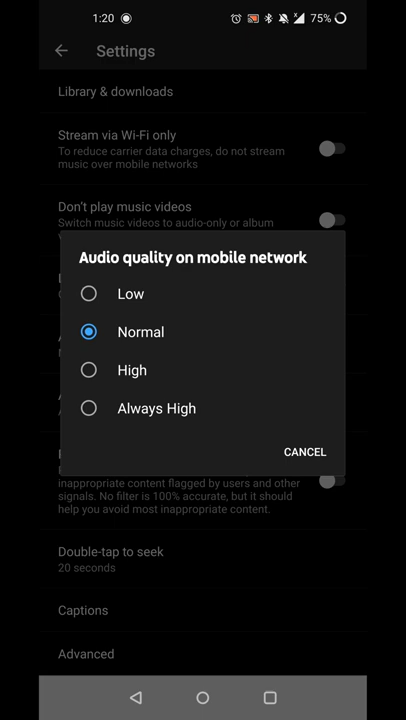 1:20
75%
Settings
Library & downloads
Stream via Wi-Fi only
To reduce carrier data charges, do not stream
music over mobile networks
Don't play music videos
Switch music videos to audio-only or album
Audio quality on mobile network
Low
Normal
High
Always High
CANCEL
inappropriate content flagged by users and other
signals. No filter is 100% accurate, but it should
help you avoid most inappropriate content.
Double-tap to seek
20 seconds
Captions
Advanced